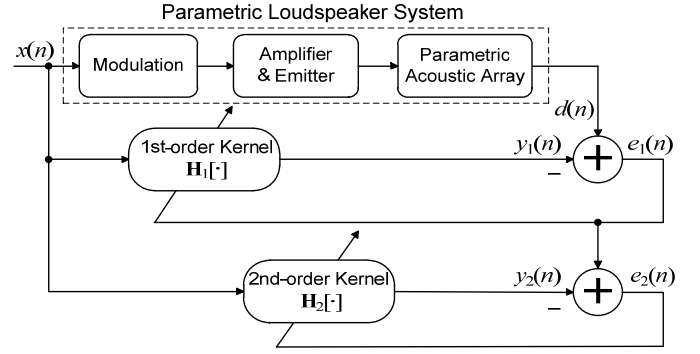 Parametric Loudspeaker System
x(n)
Modulation
Amplifier
& Emitter
Parametric
Acoustic Array
d(n)
1st-order Kernel
H₁[·]
y₁(n)
e₁(n)
+
–
2nd-order Kernel
H₂[·]
y₂(n)
e₂(n)
+
–